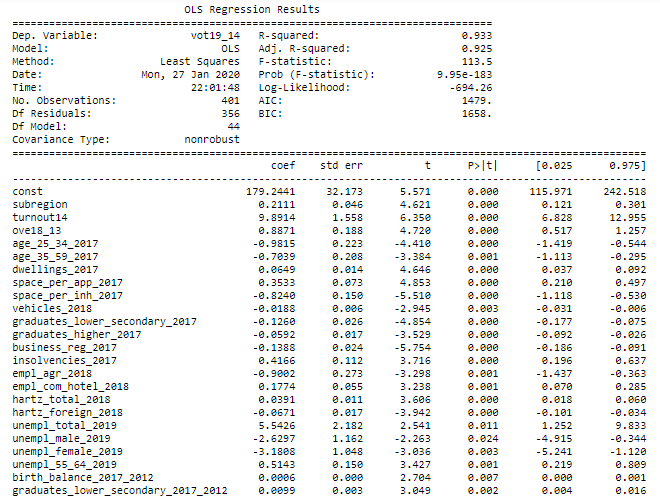 OLS Regression Results
==============================================================================
Dep. Variable: vot19_14 R-squared: 0.933
Model: OLS Adj. R-squared: 0.925
Method: Least Squares F-statistic: 113.5
Date: Mon, 27 Jan 2020 Prob (F-statistic): 9.95e-183
Time: 22:01:48 Log-Likelihood: -694.26
No. Observations: 401 AIC: 1479.
Df Residuals: 356 BIC: 1658.
Df Model: 44
Covariance Type: nonrobust
==============================================================================
coef std err t P>|t| [0.025 0.975]
------------------------------------------------------------------------------
const 179.2441 32.173 5.571 0.000 115.971 242.518
subregion 0.2111 0.046 4.621 0.000 0.121 0.301
turnout14 9.8914 1.558 6.350 0.000 6.828 12.955
ove18_13 0.8871 0.188 4.720 0.000 0.517 1.257
age_25_34_2017 -0.9815 0.223 -4.410 0.000 -1.419 -0.544
age_35_59_2017 -0.7039 0.208 -3.384 0.001 -1.113 -0.295
dwellings_2017 0.0649 0.014 4.646 0.000 0.037 0.092
space_per_app_2017 0.3533 0.073 4.853 0.000 0.210 0.497
space_per_inh_2017 -0.8240 0.150 -5.510 0.000 -1.118 -0.530
vehicles_2018 -0.0188 0.006 -2.945 0.003 -0.031 -0.006
graduates_lower_secondary_2017 -0.1260 0.026 -4.854 0.000 -0.177 -0.075
graduates_higher_2017 -0.0592 0.017 -3.529 0.000 -0.092 -0.026
business_reg_2017 -0.1388 0.024 -5.754 0.000 -0.186 -0.091
insolvencies_2017 0.4166 0.112 3.716 0.000 0.196 0.637
empl_agr_2018 -0.9002 0.273 -3.298 0.001 -1.437 -0.363
empl_com_hotel_2018 0.1774 0.055 3.238 0.001 0.070 0.285
hartz_total_2018 0.0391 0.011 3.606 0.000 0.018 0.060
hartz_foreign_2018 -0.0671 0.017 -3.942 0.000 -0.101 -0.034
unempl_total_2019 5.5426 2.182 2.541 0.011 1.252 9.833
unempl_male_2019 -2.6297 1.162 -2.263 0.024 -4.915 -0.344
unempl_female_2019 -3.1808 1.048 -3.036 0.003 -5.241 -1.120
unempl_55_64_2019 0.5143 0.150 3.427 0.001 0.219 0.809
birth_balance_2017_2012 0.0006 0.000 2.704 0.007 0.000 0.001
graduates_lower_secondary_2017_2012 0.0099 0.003 3.049 0.002 0.004 0.016